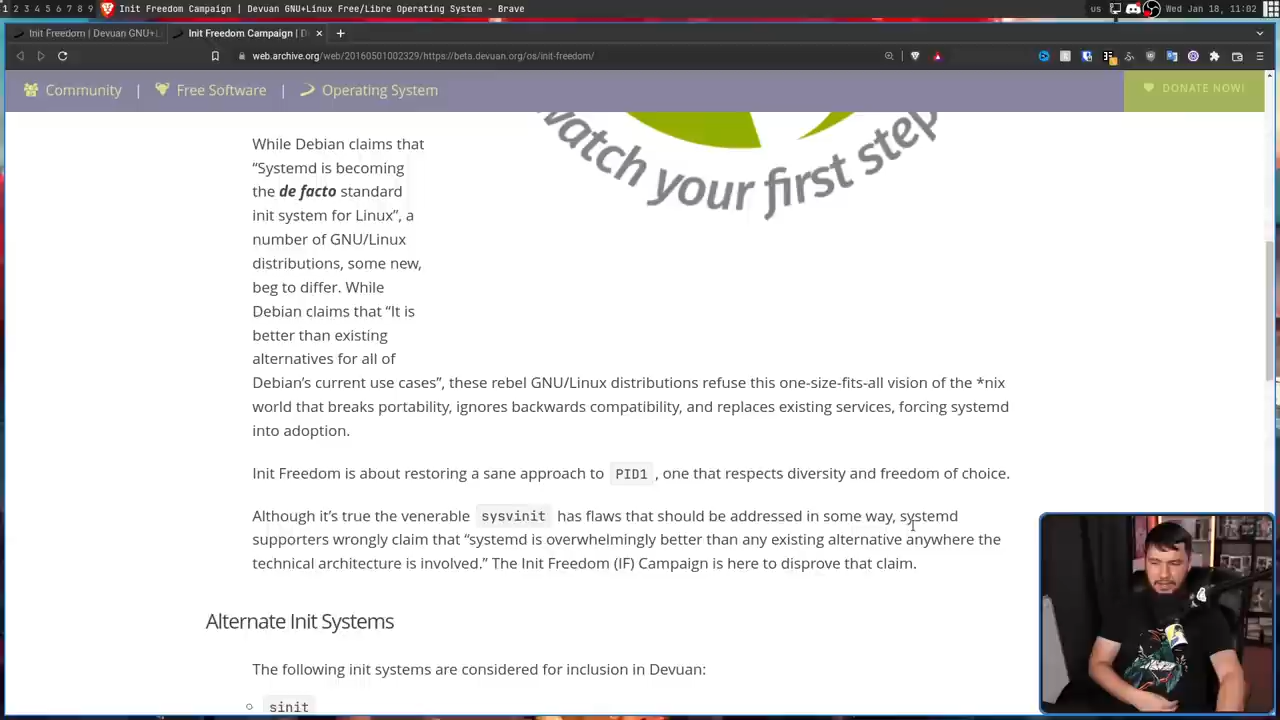 1 2 3 4 5 6 7 8 9 Init Freedom Campaign | Devuan GNU+Linux Free/Libre Operating System - Brave
us
Wed Jan 18, 11:02
Init Freedom | Devuan GNU+L
Init Freedom Campaign | D
web.archive.org/web/20160501002329/https://beta.devuan.org/os/init-freedom/
Community | Free Software | Operating System
DONATE NOW!
watch your first step
While Debian claims that
“Systemd is becoming
the de facto standard
init system for Linux”, a
number of GNU/Linux
distributions, some new,
beg to differ. While
Debian claims that “It is
better than existing
alternatives for all of
Debian’s current use cases”, these rebel GNU/Linux distributions refuse this one-size-fits-all vision of the *nix
world that breaks portability, ignores backwards compatibility, and replaces existing services, forcing systemd
into adoption.
Init Freedom is about restoring a sane approach to PID1 , one that respects diversity and freedom of choice.
Although it’s true the venerable sysvinit has flaws that should be addressed in some way, systemd
supporters wrongly claim that “systemd is overwhelmingly better than any existing alternative anywhere the
technical architecture is involved.” The Init Freedom (IF) Campaign is here to disprove that claim.
Alternate Init Systems
The following init systems are considered for inclusion in Devuan:
sinit